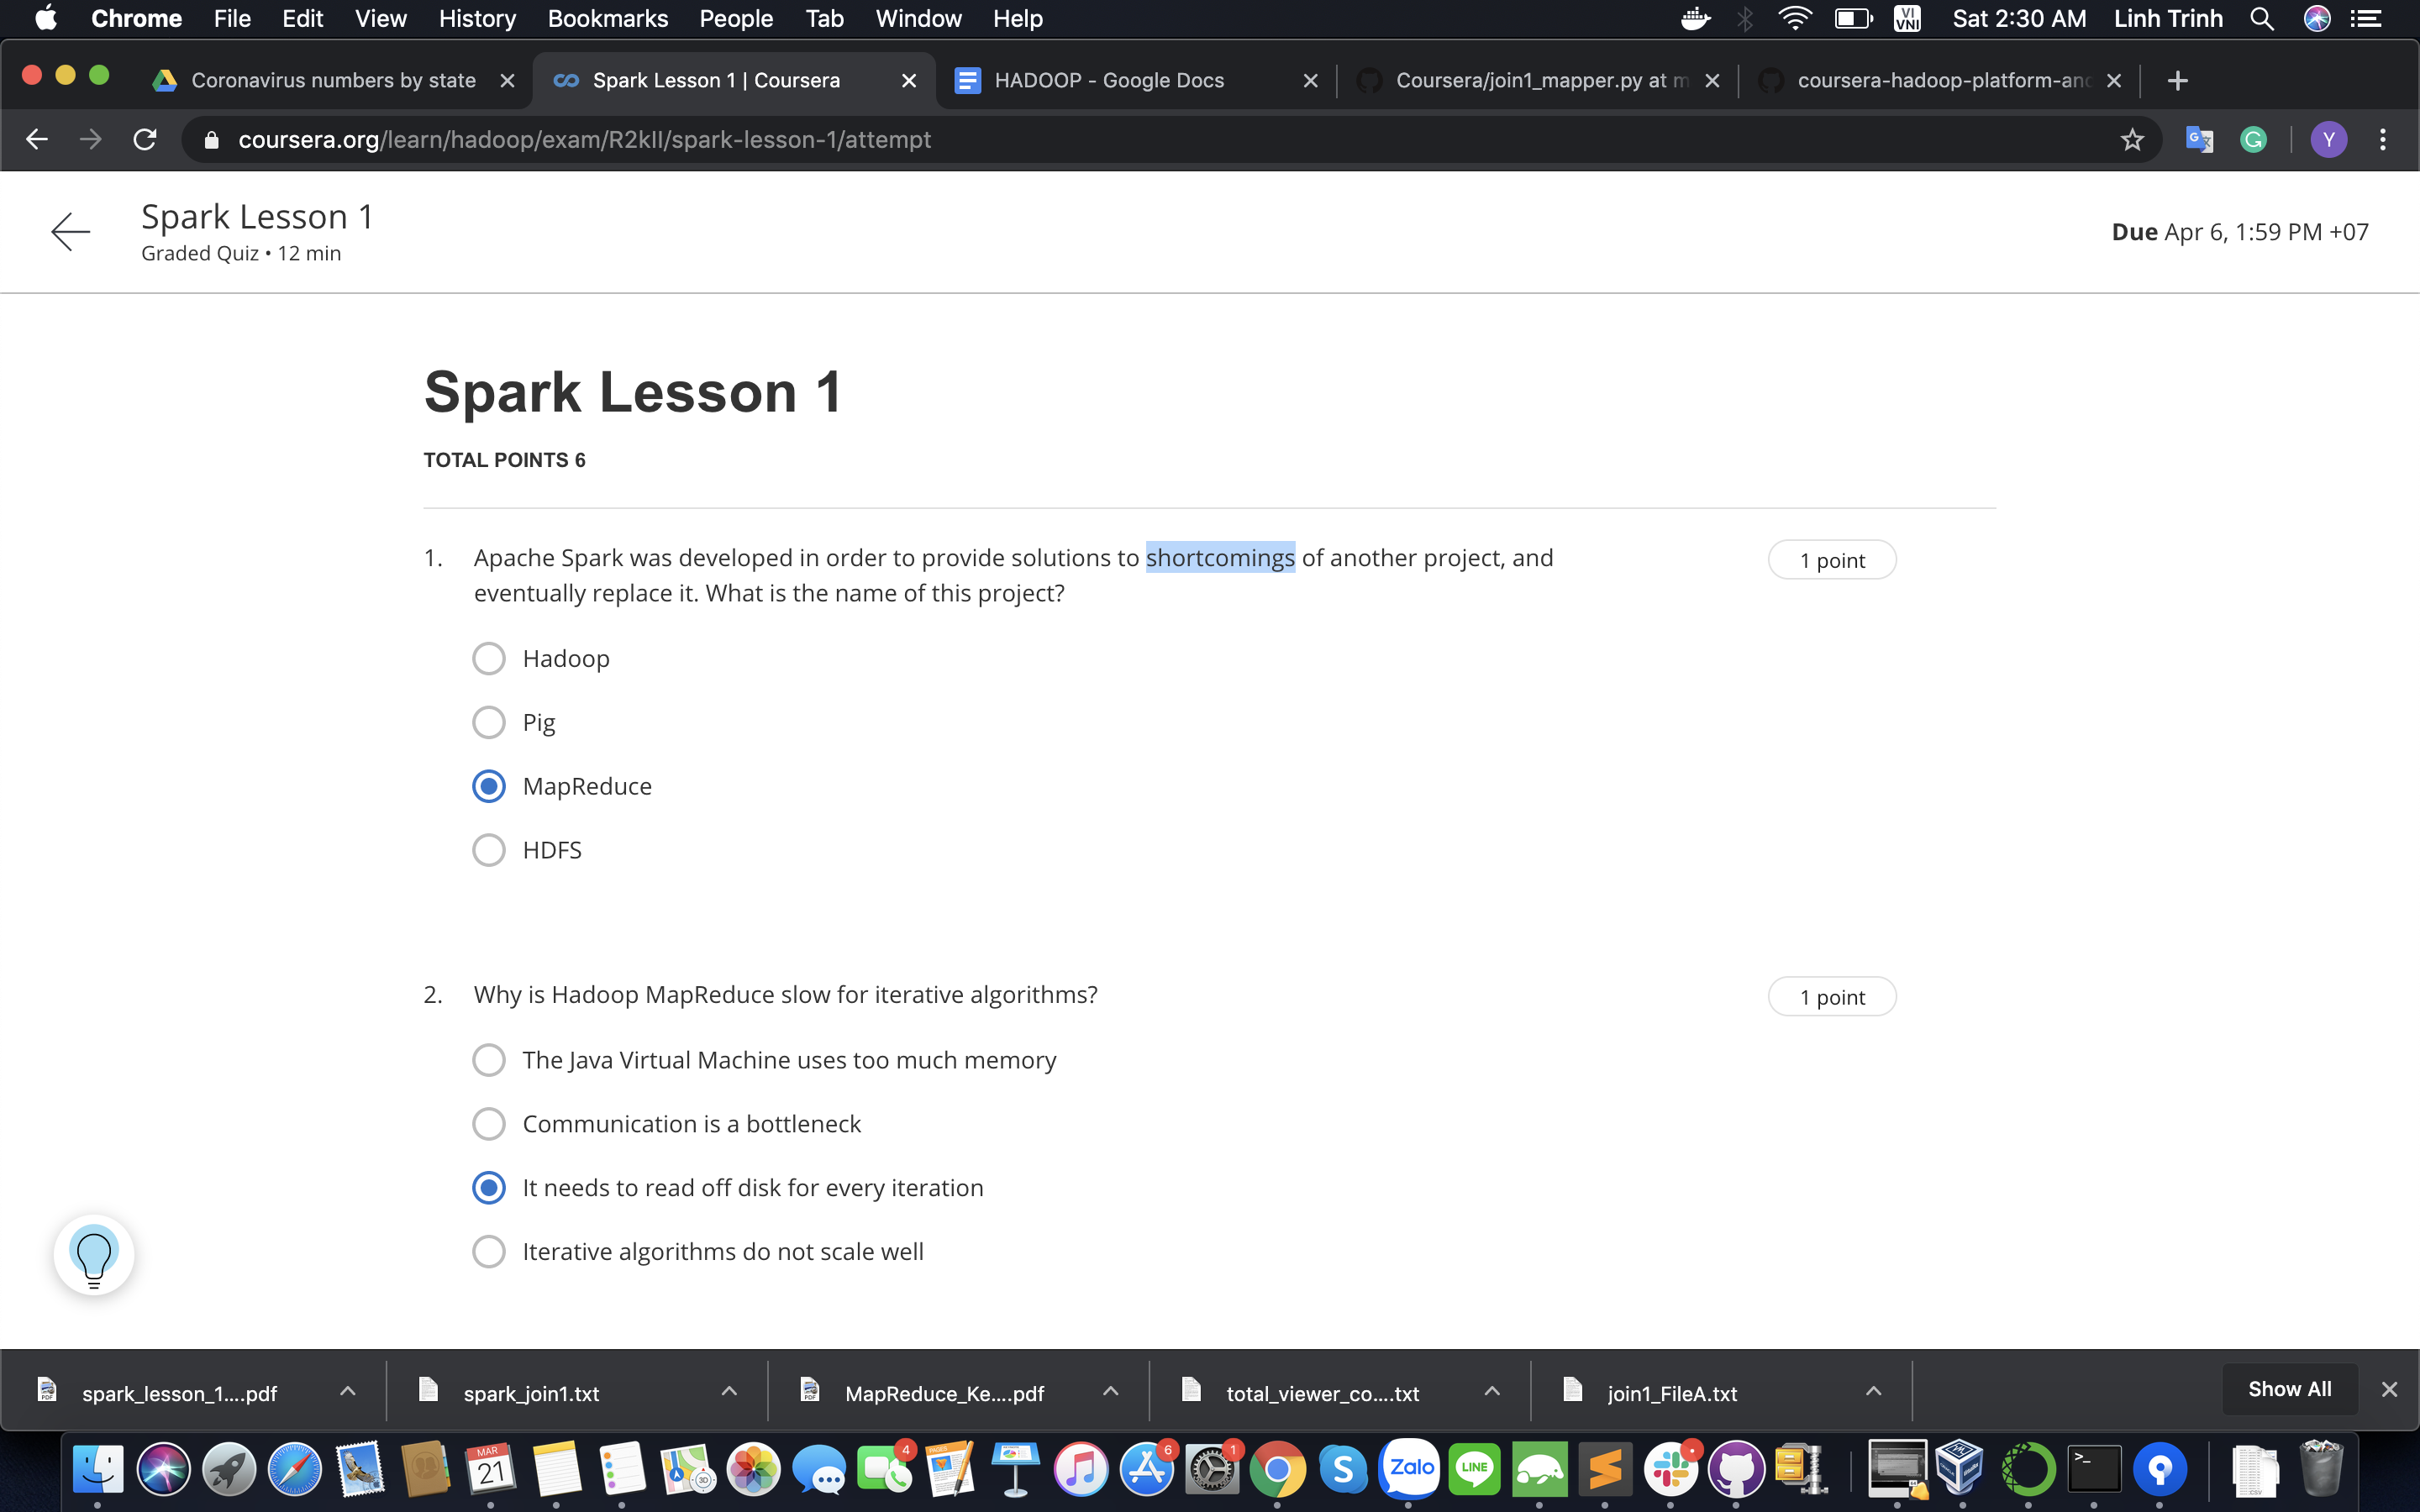 Chrome File Edit View History Bookmarks People Tab Window Help VI VNI Sat 2:30 AM Linh Trinh
Coronavirus numbers by state Spark Lesson 1 | Coursera HADOOP - Google Docs Coursera/join1_mapper.py at m coursera-hadoop-platform-and
coursera.org/learn/hadoop/exam/R2kII/spark-lesson-1/attempt Y
Spark Lesson 1
Graded Quiz • 12 min
Due Apr 6, 1:59 PM +07
Spark Lesson 1
TOTAL POINTS 6
1. Apache Spark was developed in order to provide solutions to shortcomings of another project, and 1 point
eventually replace it. What is the name of this project?
Hadoop
Pig
MapReduce
HDFS
2. Why is Hadoop MapReduce slow for iterative algorithms? 1 point
The Java Virtual Machine uses too much memory
Communication is a bottleneck
It needs to read off disk for every iteration
Iterative algorithms do not scale well
spark_lesson_1....pdf spark_join1.txt MapReduce_Ke....pdf total_viewer_co....txt join1_FileA.txt Show All
MAR 21 3D 4 PAGES 6 1 S Zalo LINE >_